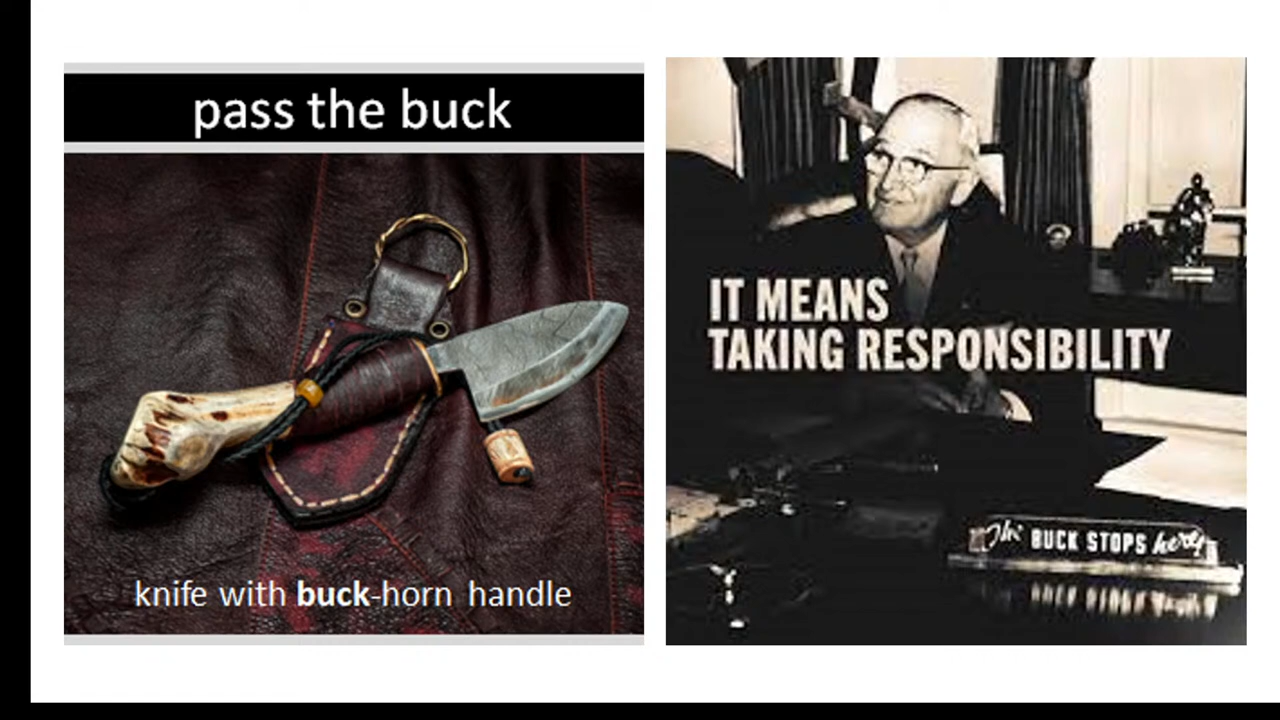 pass the buck
knife with buck-horn handle
IT MEANS
TAKING RESPONSIBILITY
The BUCK STOPS here